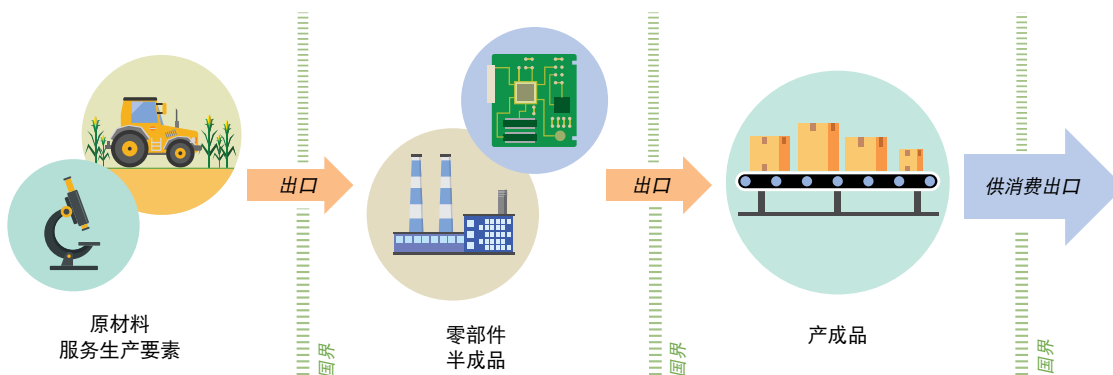 出口
出口
供消费出口
原材料
服务生产要素
零部件
半成品
产成品
国界
国界
国界